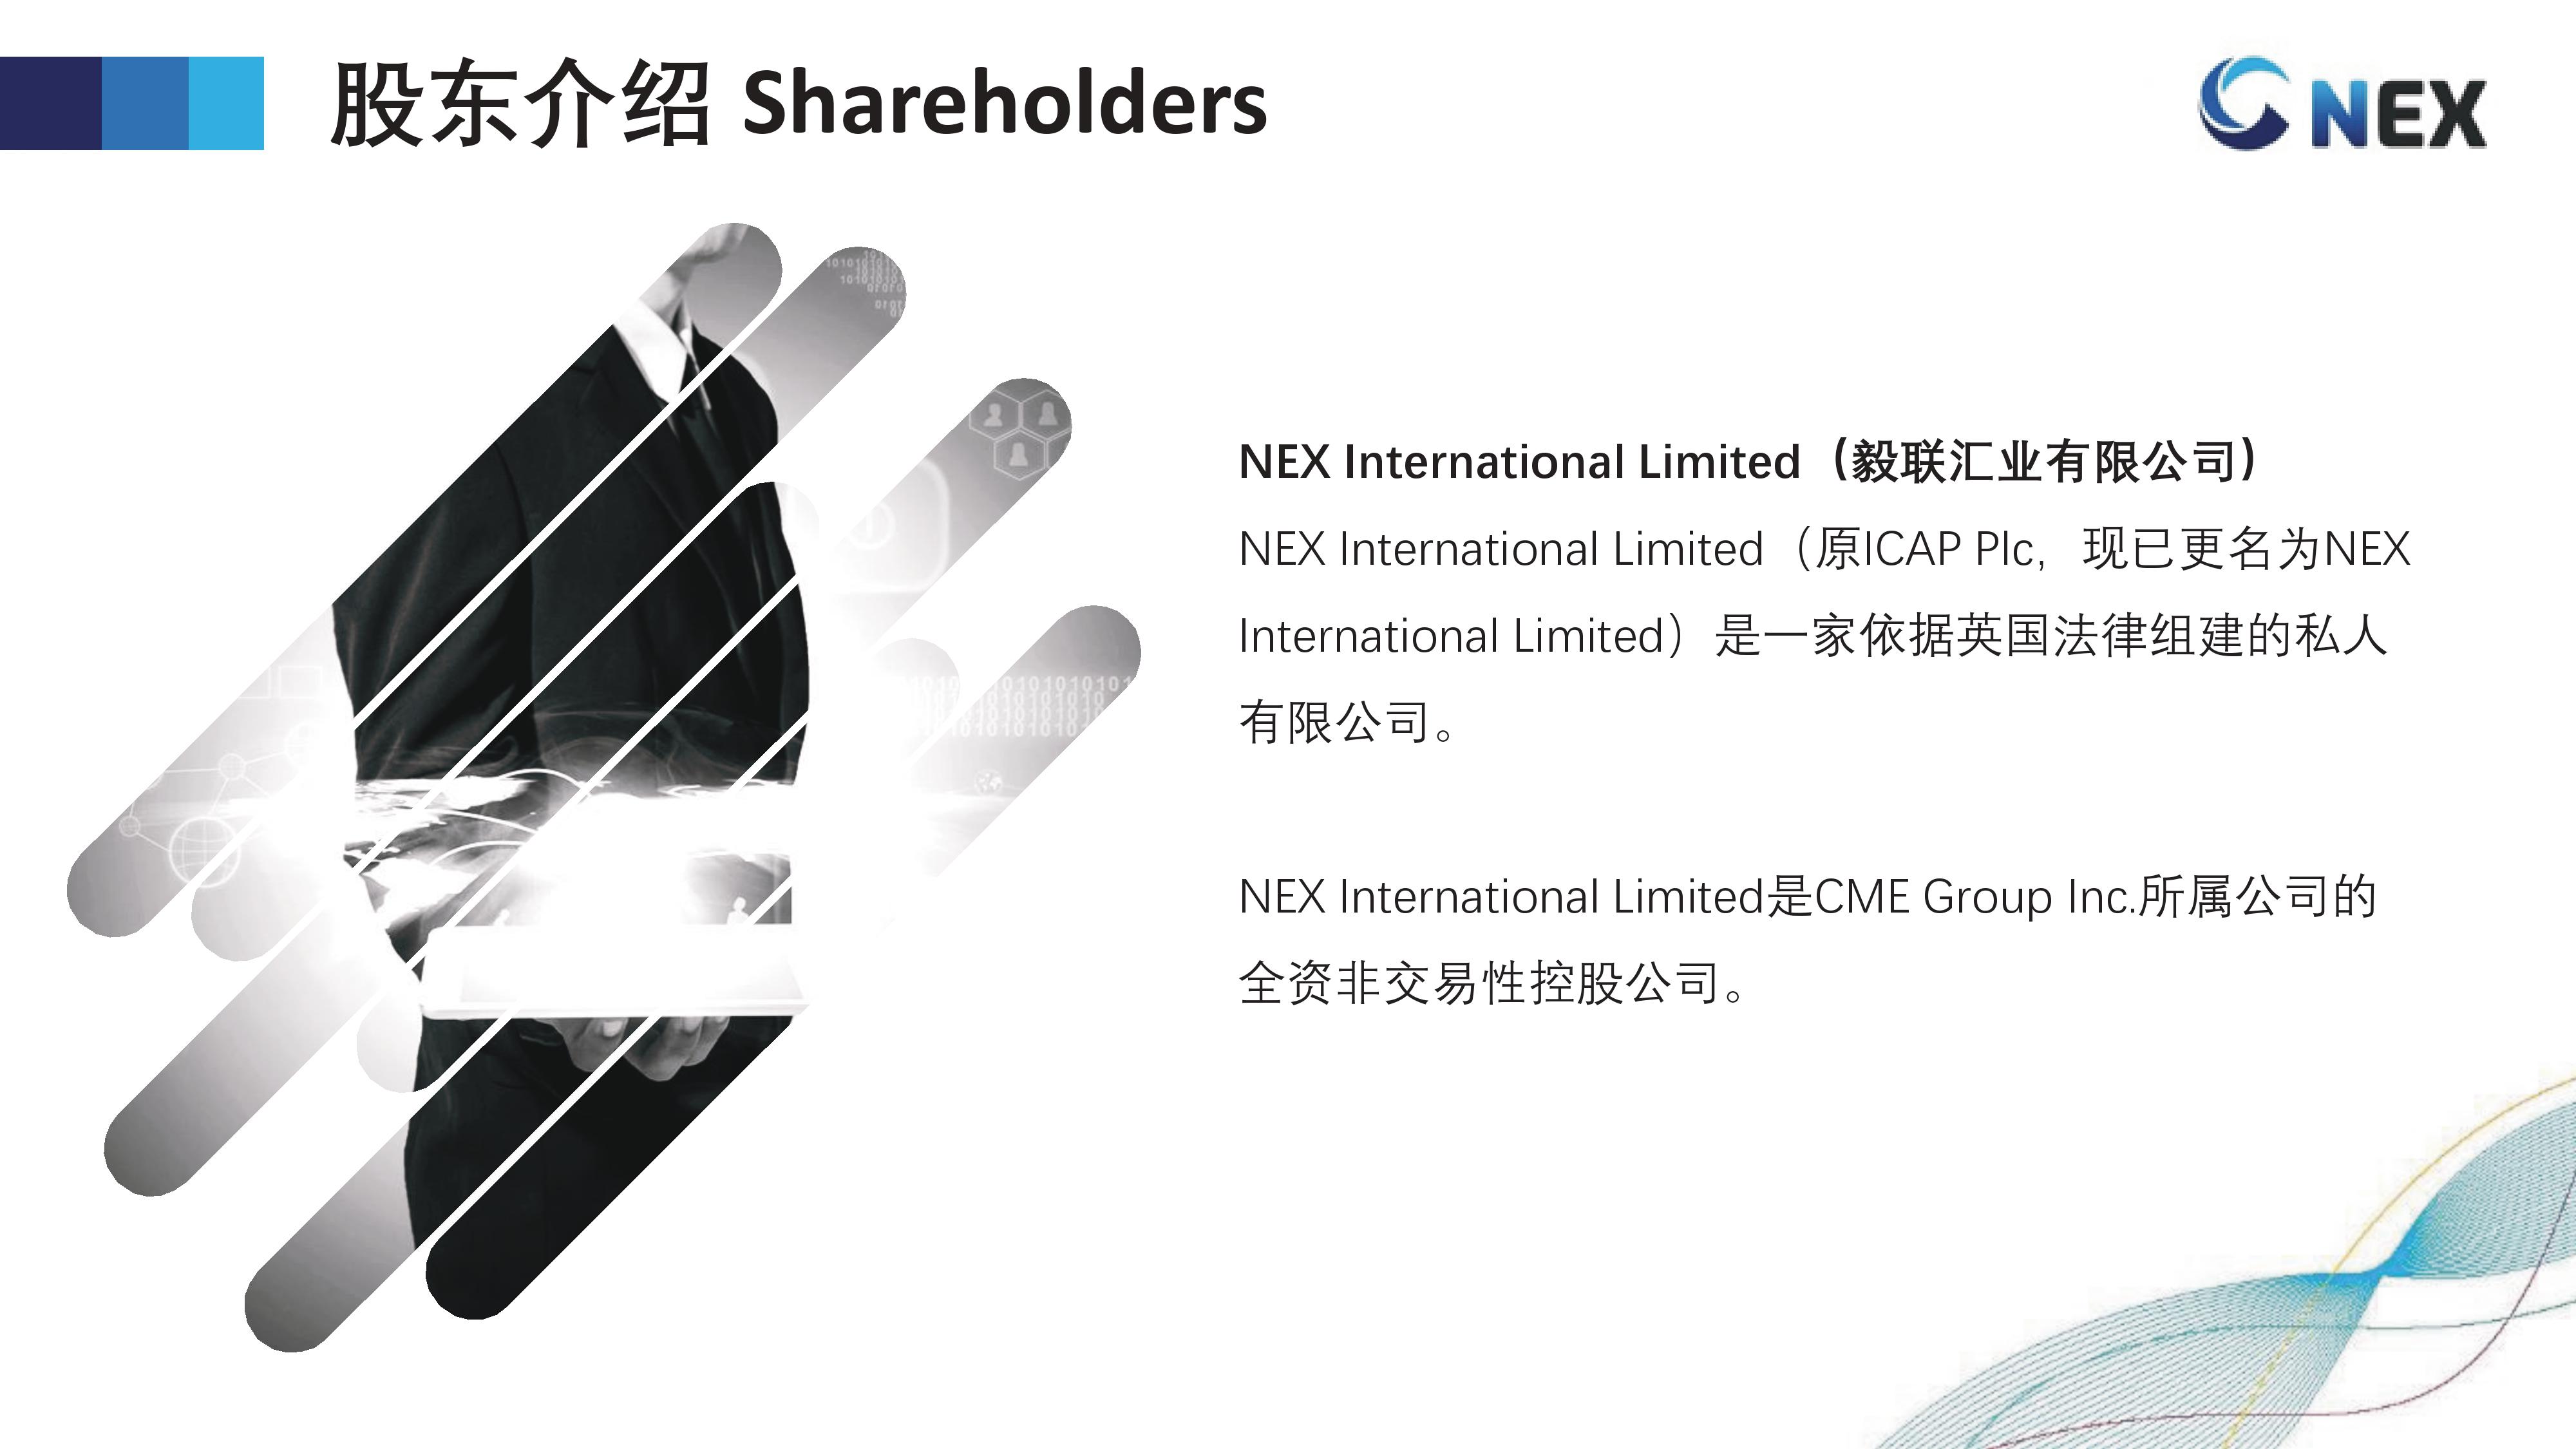 股东介绍 Shareholders
NEX
NEX International Limited（毅联汇业有限公司）
NEX International Limited（原ICAP Plc，现已更名为NEX
International Limited）是一家依据英国法律组建的私人
有限公司。
NEX International Limited是CME Group Inc.所属公司的
全资非交易性控股公司。